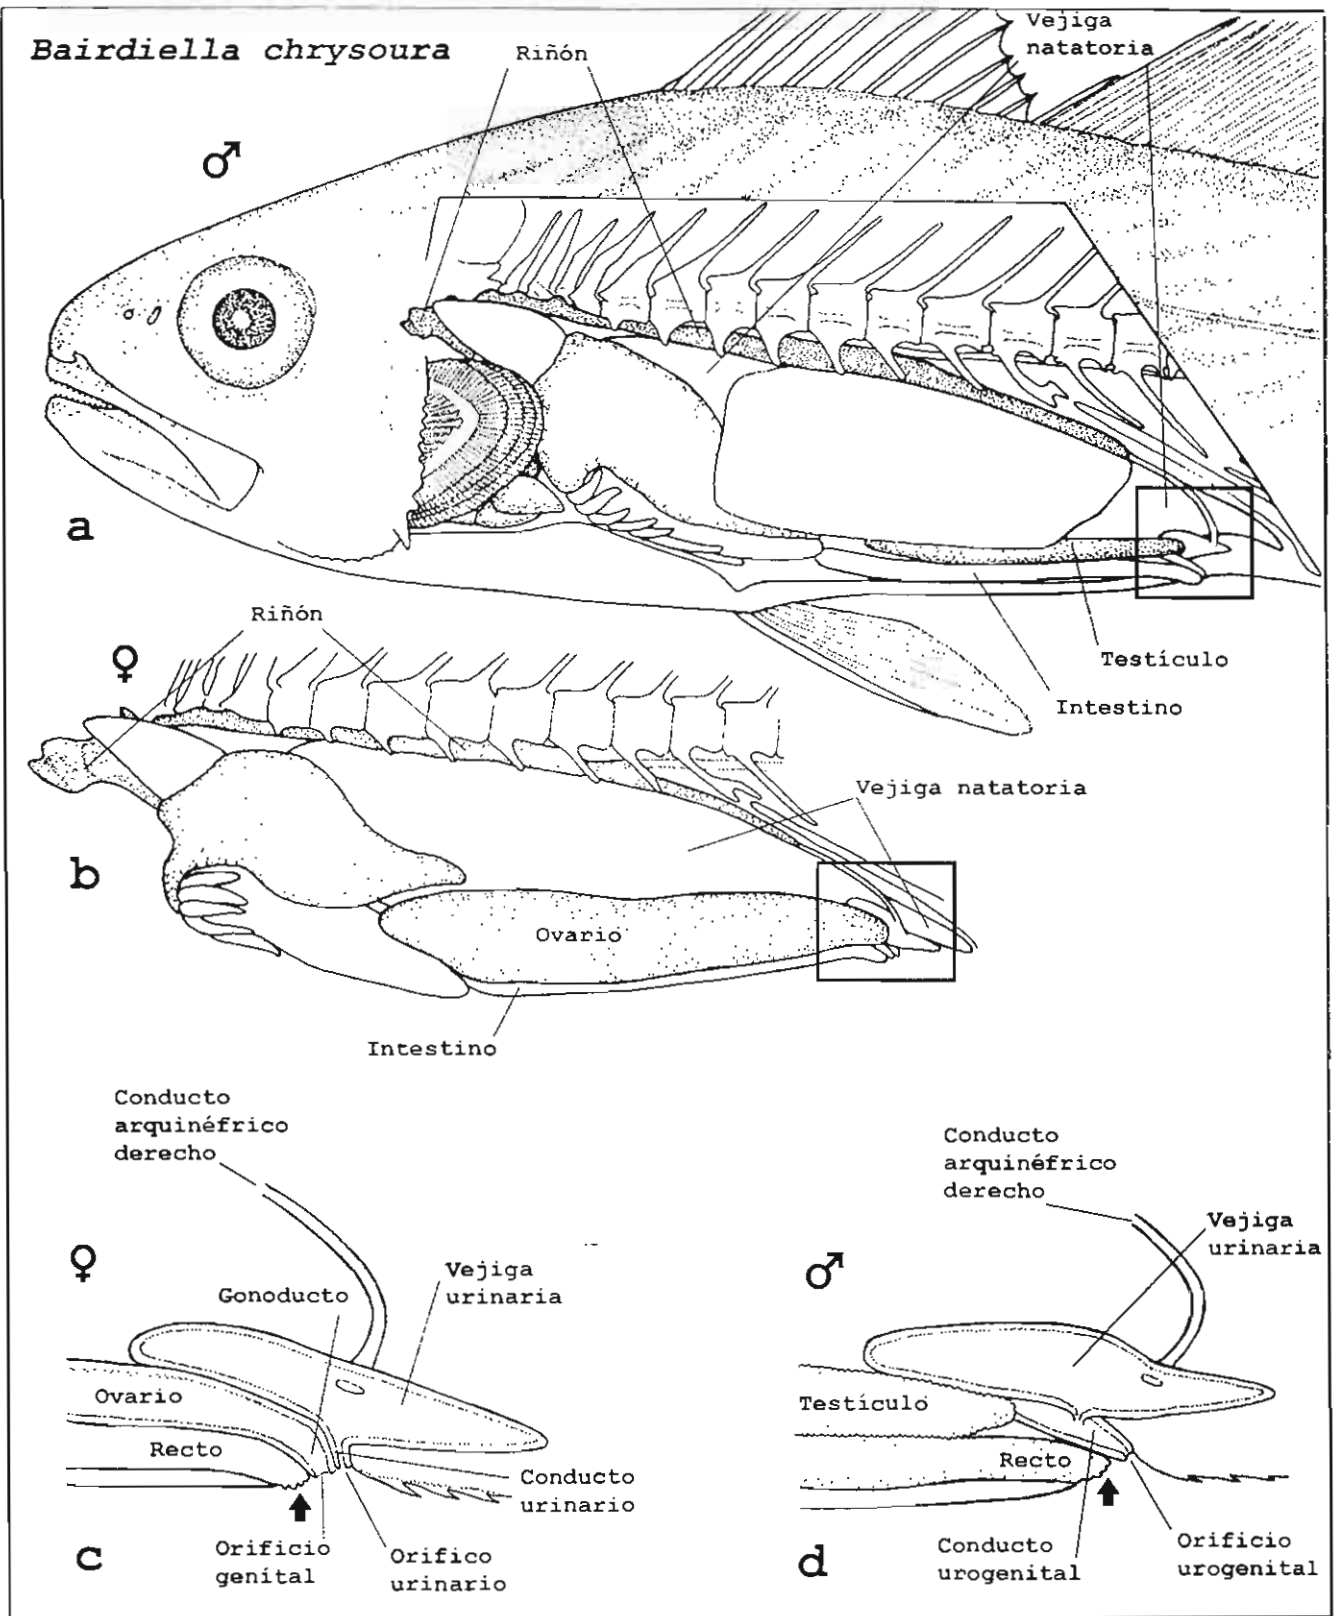 Bairdiella chrysoura
Riñón
Vejiga
natatoria
♂
a
Testículo
Intestino
Riñón
♀
Vejiga natatoria
b
Ovario
Intestino
Conducto
arquinéfrico
derecho
♀
Gonoducto
Vejiga
urinaria
Ovario
Recto
Conducto
urinario
Orificio
genital
Orifico
urinario
c
Conducto
arquinéfrico
derecho
Vejiga
urinaria
♂
Testículo
Recto
Conducto
urogenital
Orificio
urogenital
d